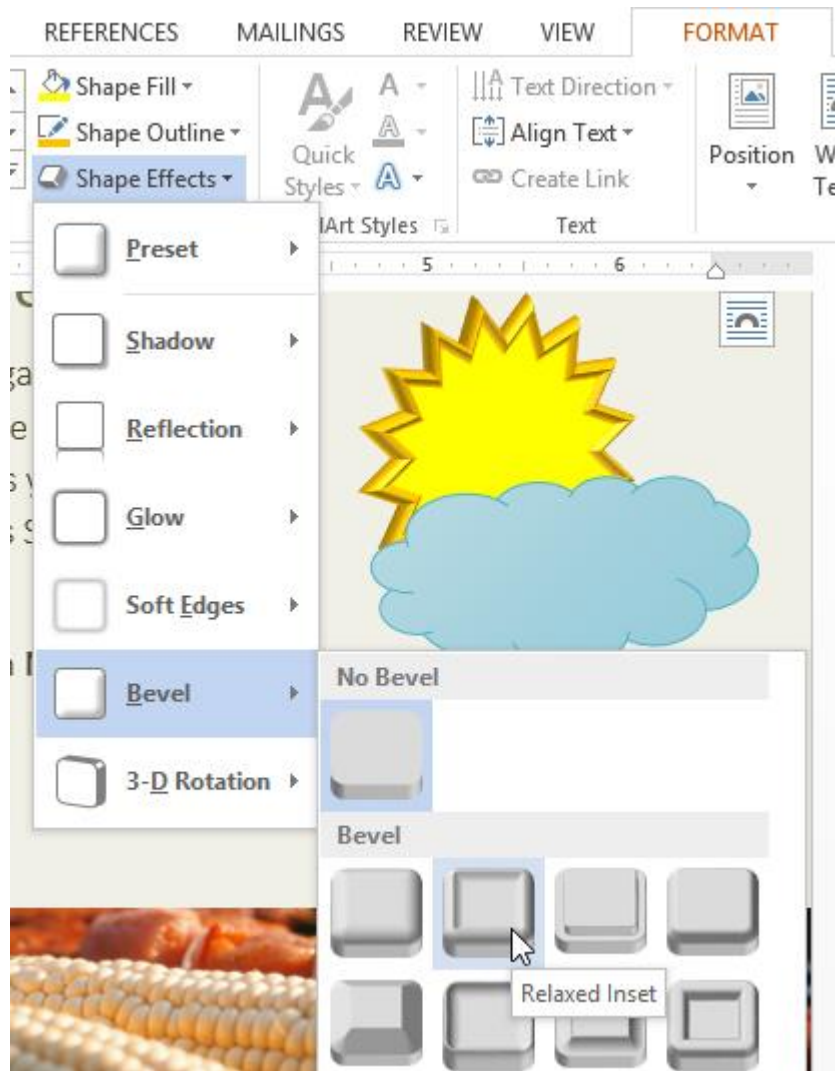 REFERENCES MAILINGS REVIEW VIEW FORMAT
Shape Fill
Shape Outline
Shape Effects
Quick
Styles
A
A
A
Text Direction
Align Text
Create Link
Position
Art Styles
Text
5 6
Preset
Shadow
Reflection
Glow
Soft Edges
Bevel
3-D Rotation
No Bevel
Bevel
Relaxed Inset